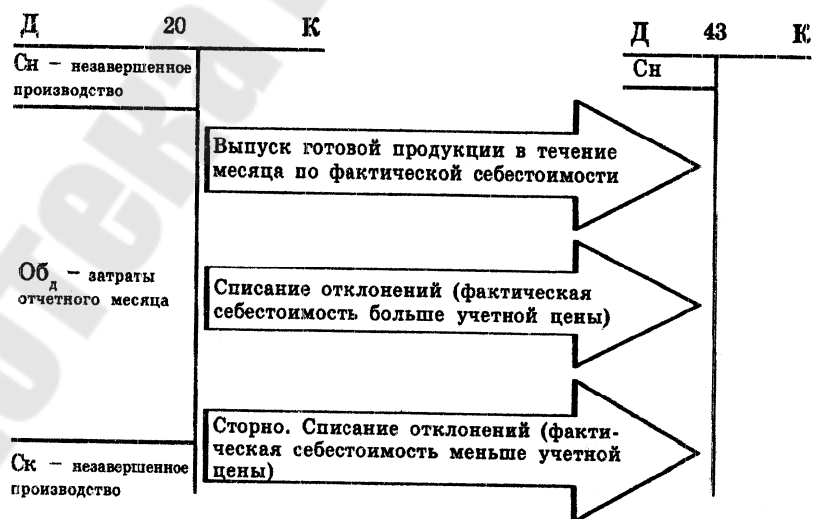 Д 20 К
Сн – незавершенное
производство
Д 43 К
Сн
Выпуск готовой продукции в течение
месяца по фактической себестоимости
Об д – затраты
отчетного месяца
Списание отклонений (фактическая
себестоимость больше учетной цены)
Сторно. Списание отклонений (факти-
ческая себестоимость меньше учетной
цены)
Ск – незавершенное
производство